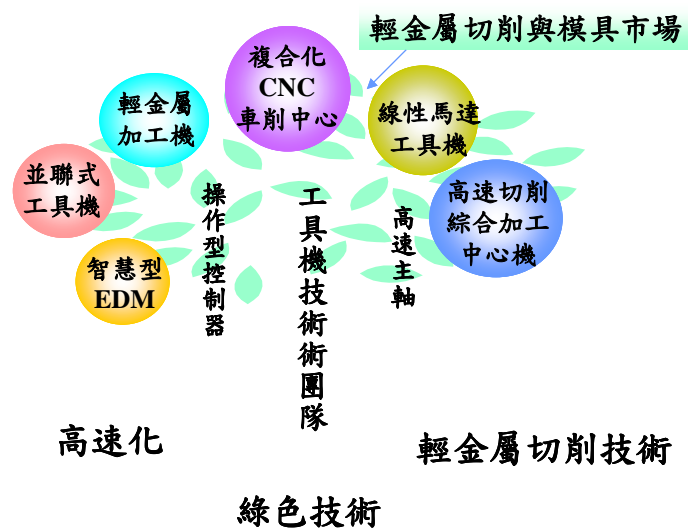 輕金屬切削與模具市場
複合化
CNC
車削中心
輕金屬
加工機
線性馬達
工具機
並聯式
工具機
高速切削
綜合加工
中心機
智慧型
EDM
操作型控制器
工具機技術術團隊
高速主軸
高速化
輕金屬切削技術
綠色技術